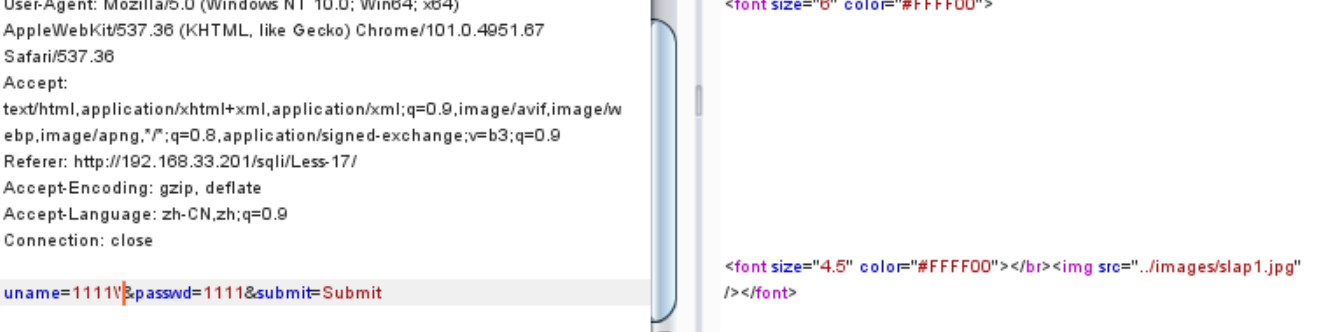 User-Agent: Mozilla/5.0 (Windows NT 10.0; Win64; x64)
AppleWebKit/537.36 (KHTML, like Gecko) Chrome/101.0.4951.67
Safari/537.36
Accept:
text/html,application/xhtml+xml,application/xml;q=0.9,image/avif,image/w
ebp,image/apng,*/*;q=0.8,application/signed-exchange;v=b3;q=0.9
Referer: http://192.168.33.201/sqli/Less-17/
Accept-Encoding: gzip, deflate
Accept-Language: zh-CN,zh;q=0.9
Connection: close
uname=1111\'&passwd=1111&submit=Submit
<font size="6" color="#FFFF00">
<font size="4.5" color="#FFFF00"></br><img src="../images/slap1.jpg"
/></font>